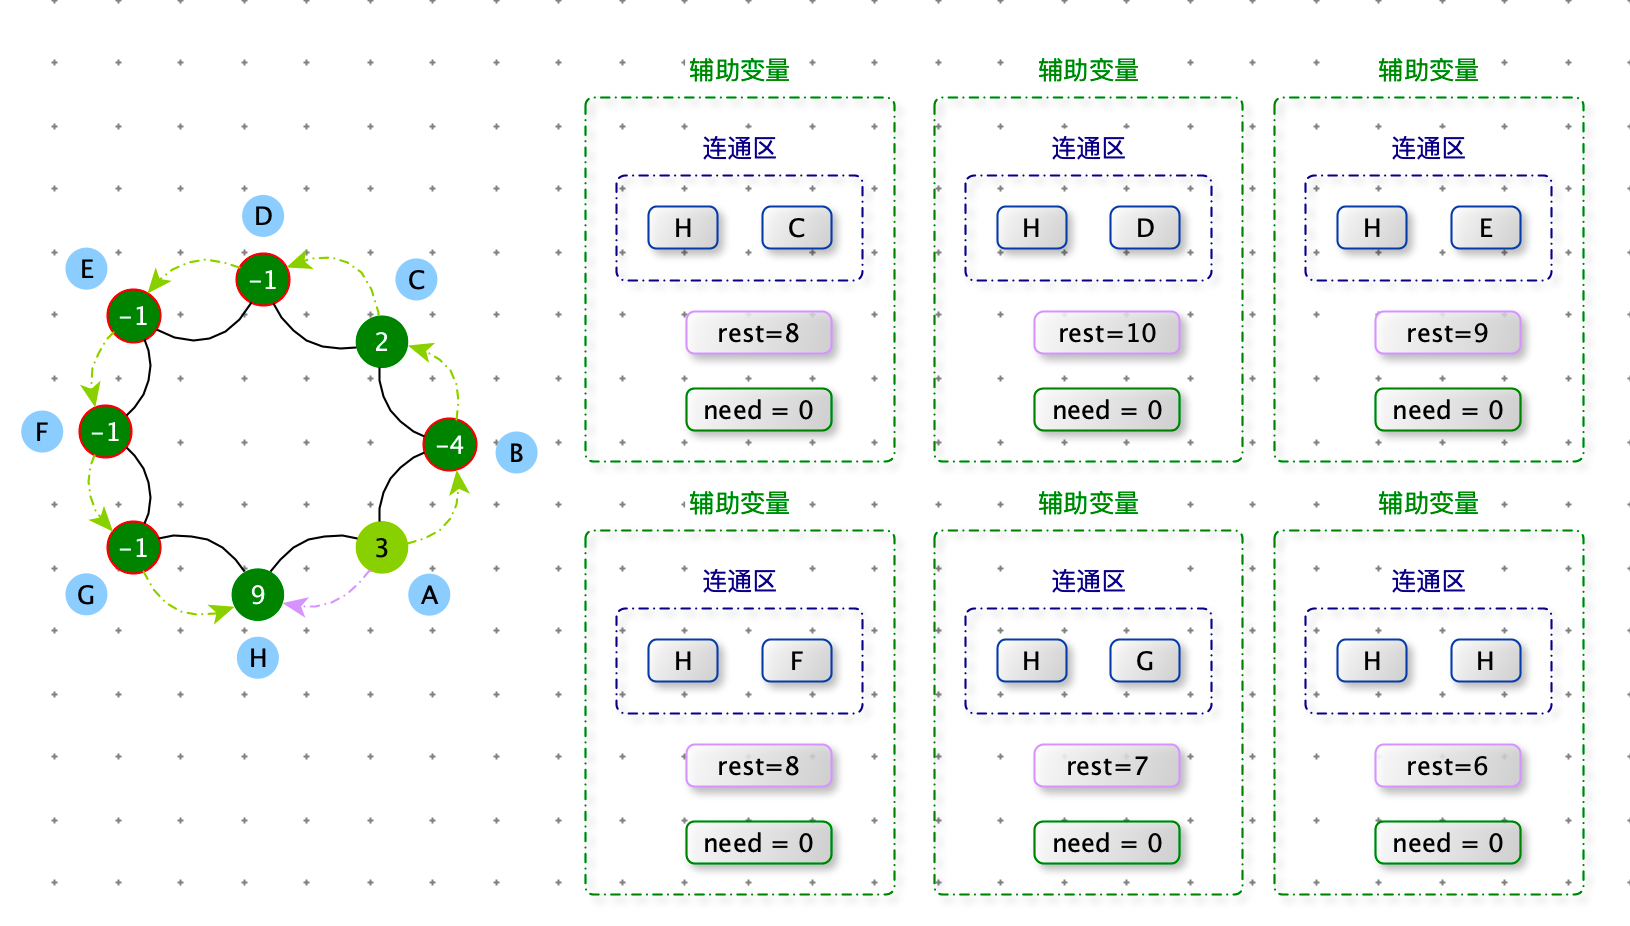 D
E
C
-1
-1
2
F
-1
-4
B
-1
3
G
9
A
H
辅助变量
连通区
H C
rest=8
need = 0
辅助变量
连通区
H D
rest=10
need = 0
辅助变量
连通区
H E
rest=9
need = 0
辅助变量
连通区
H F
rest=8
need = 0
辅助变量
连通区
H G
rest=7
need = 0
辅助变量
连通区
H H
rest=6
need = 0